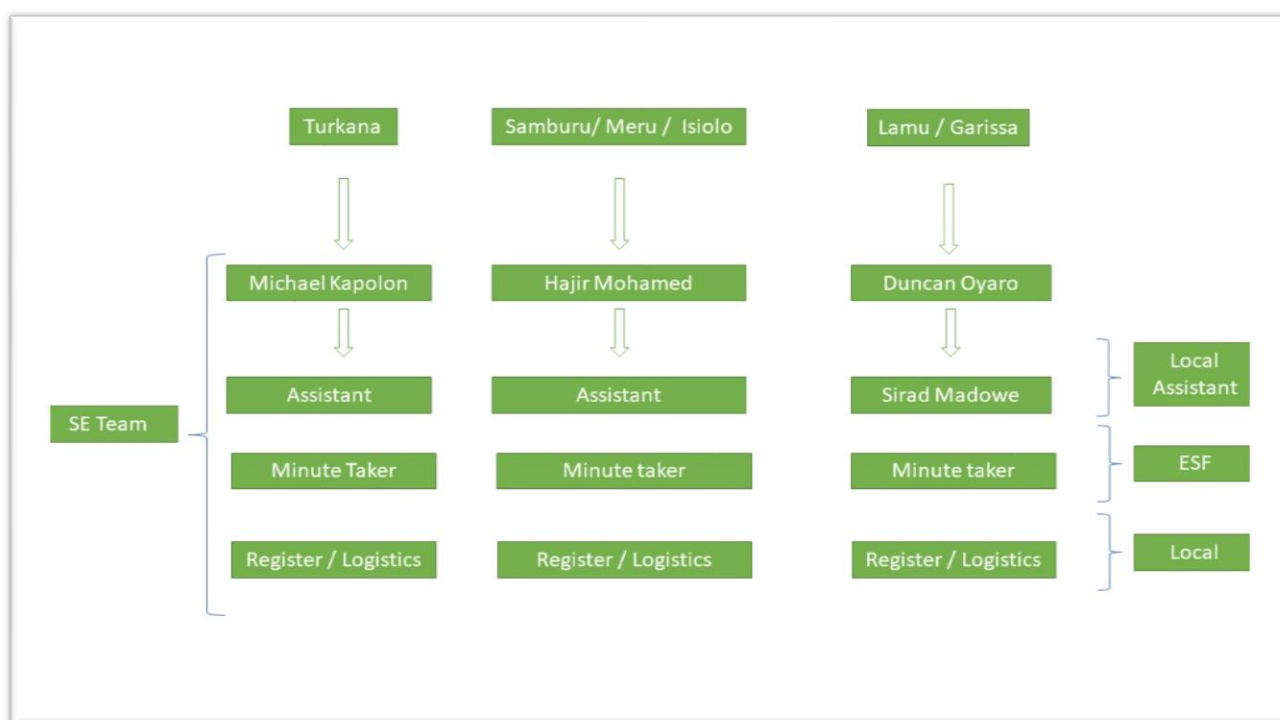 Turkana
Samburu/ Meru / Isiolo
Lamu / Garissa
Michael Kapolon
Hajir Mohamed
Duncan Oyaro
Assistant
Assistant
Sirad Madowe
Local
Assistant
SE Team
Minute Taker
Minute taker
Minute taker
ESF
Register / Logistics
Register / Logistics
Register / Logistics
Local